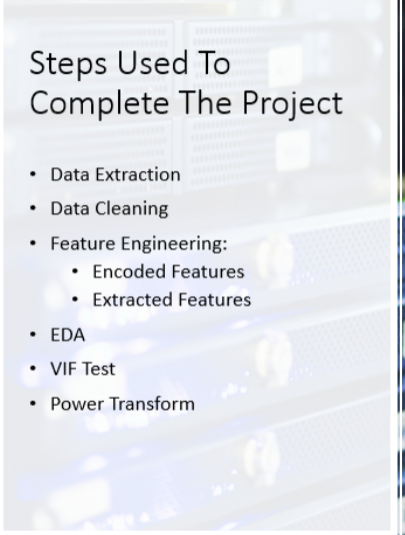 Steps Used To
Complete The Project
• Data Extraction
• Data Cleaning
• Feature Engineering:
• Encoded Features
• Extracted Features
• EDA
• VIF Test
• Power Transform